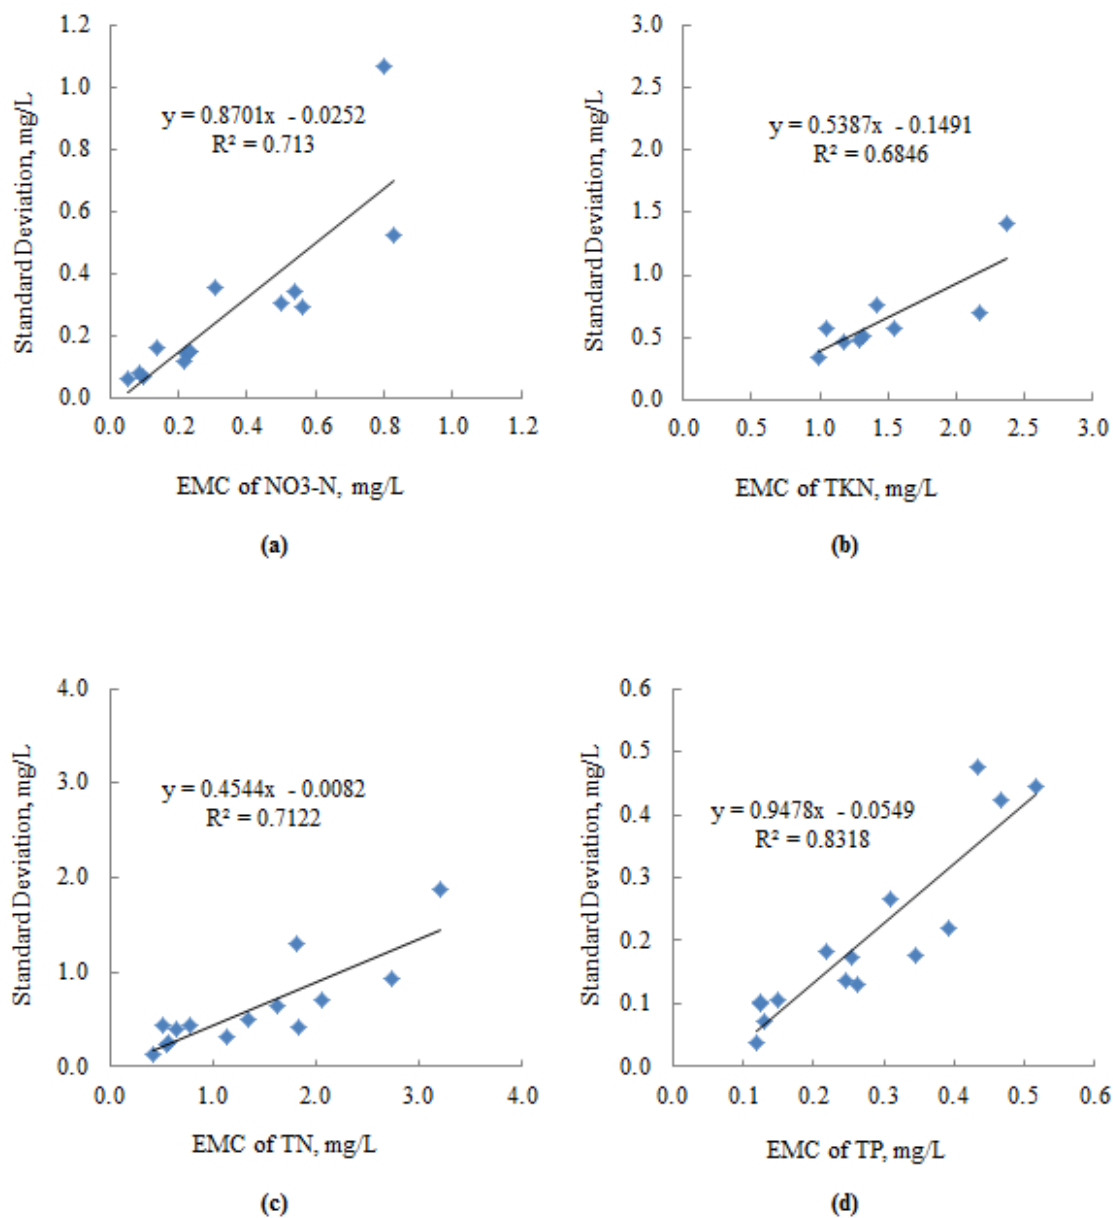 Standard Deviation, mg/L
1.2
1.0
0.8
0.6
0.4
0.2
0.0
y = 0.8701x - 0.0252
R² = 0.713
0.0 0.2 0.4 0.6 0.8 1.0 1.2
EMC of NO3-N, mg/L
(a)
Standard Deviation, mg/L
3.0
2.5
2.0
1.5
1.0
0.5
0.0
y = 0.5387x - 0.1491
R² = 0.6846
0.0 0.5 1.0 1.5 2.0 2.5 3.0
EMC of TKN, mg/L
(b)
Standard Deviation, mg/L
4.0
3.0
2.0
1.0
0.0
y = 0.4544x - 0.0082
R² = 0.7122
0.0 1.0 2.0 3.0 4.0
EMC of TN, mg/L
(c)
Standard Deviation, mg/L
0.6
0.5
0.4
0.3
0.2
0.1
0.0
y = 0.9478x - 0.0549
R² = 0.8318
0.0 0.1 0.2 0.3 0.4 0.5 0.6
EMC of TP, mg/L
(d)